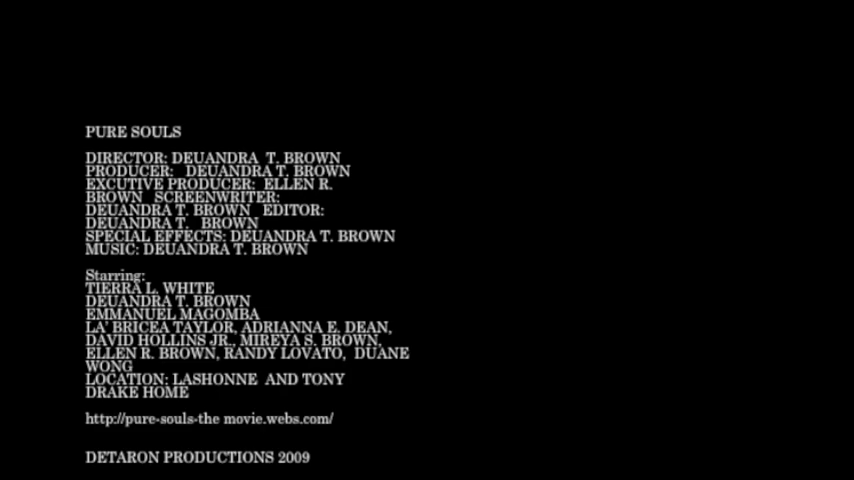 PURE SOULS
DIRECTOR: DEUANDRA T. BROWN
PRODUCER: DEUANDRA T. BROWN
EXCUTIVE PRODUCER: ELLEN R.
BROWN SCREENWRITER:
DEUANDRA T. BROWN EDITOR:
DEUANDRA T. BROWN
SPECIAL EFFECTS: DEUANDRA T. BROWN
MUSIC: DEUANDRA T. BROWN
Starring:
TIERRA L. WHITE
DEUANDRA T. BROWN
EMMANUEL MAGOMBA
LA' BRICEA TAYLOR, ADRIANNA E. DEAN,
DAVID HOLLINS JR., MIREYA S. BROWN,
ELLEN R. BROWN, RANDY LOVATO, DUANE
WONG
LOCATION: LASHONNE AND TONY
DRAKE HOME
http://pure-souls-the movie.webs.com/
DETARON PRODUCTIONS 2009